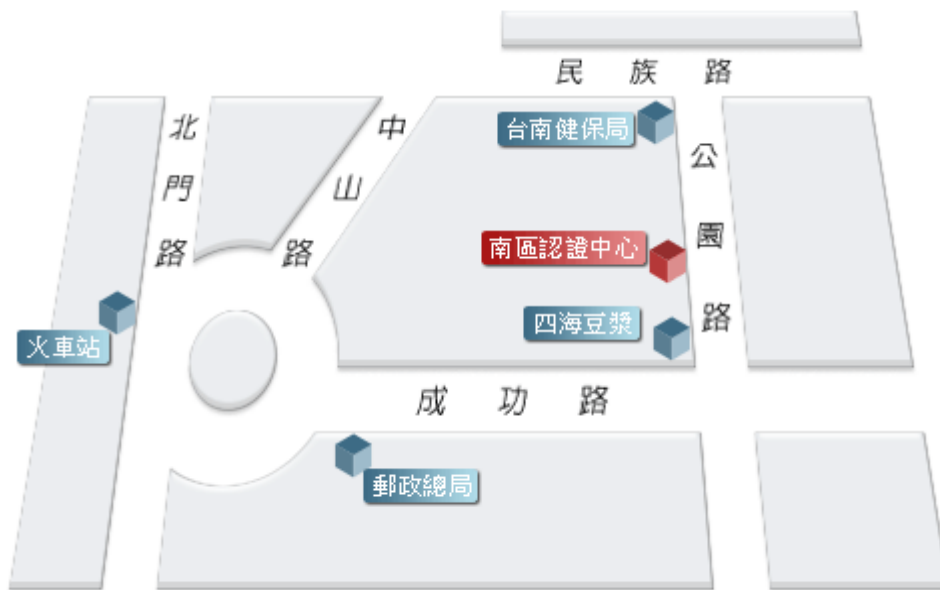 民族路
台南健保局
北門路
中山路
公園路
南區認證中心
四海豆漿
火車站
成功路
郵政總局